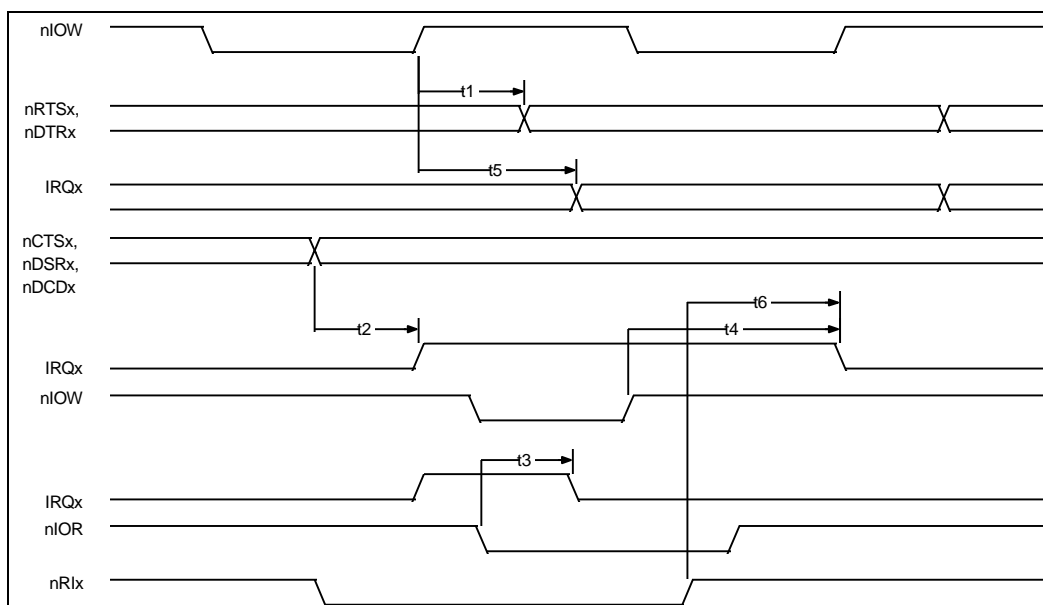 nIOW
t1
nRTSx,
nDTRx
t5
IRQx
nCTSx,
nDSRx,
nDCDx
t6
t2
t4
IRQx
nIOW
t3
IRQx
nIOR
nRIx